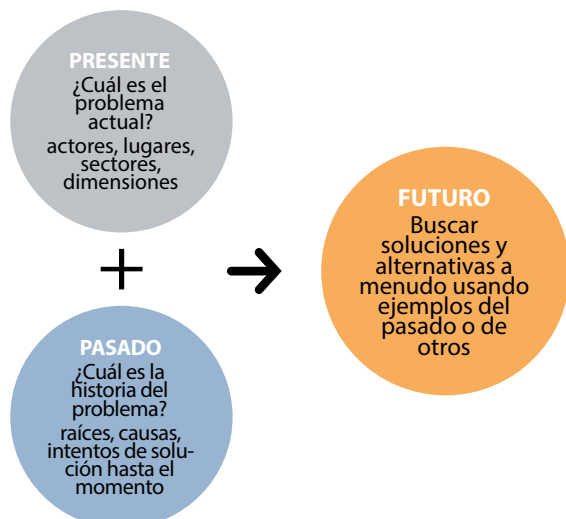 PRESENTE
¿Cuál es el
problema
actual?
actores, lugares,
sectores,
dimensiones
+
PASADO
¿Cuál es la
historia del
problema?
raíces, causas,
intentos de solu-
ción hasta el
momento
FUTURO
Buscar
soluciones y
alternativas a
menudo usando
ejemplos del
pasado o de
otros